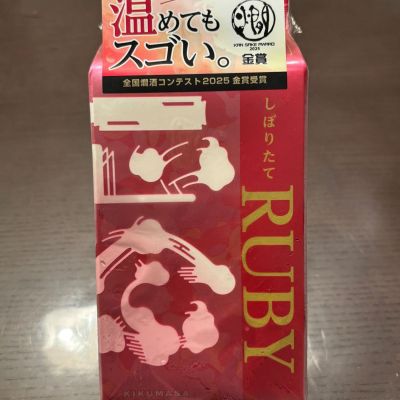 温めても
スゴい。
KAN SAKE AWARD
2025
金賞
全国燗酒コンテスト2025 金賞受賞
しぼりたて
RUBY
KIKUMASA